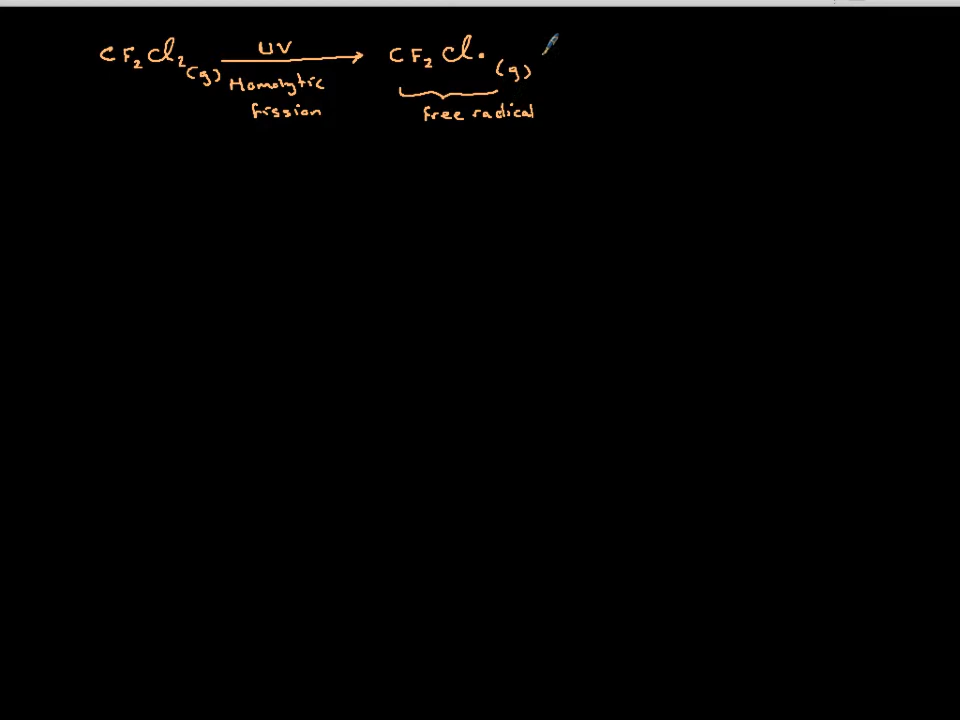 CF₂Cl₂(g) UV → CF₂Cl•(g)
Homolytic
fission
free radical